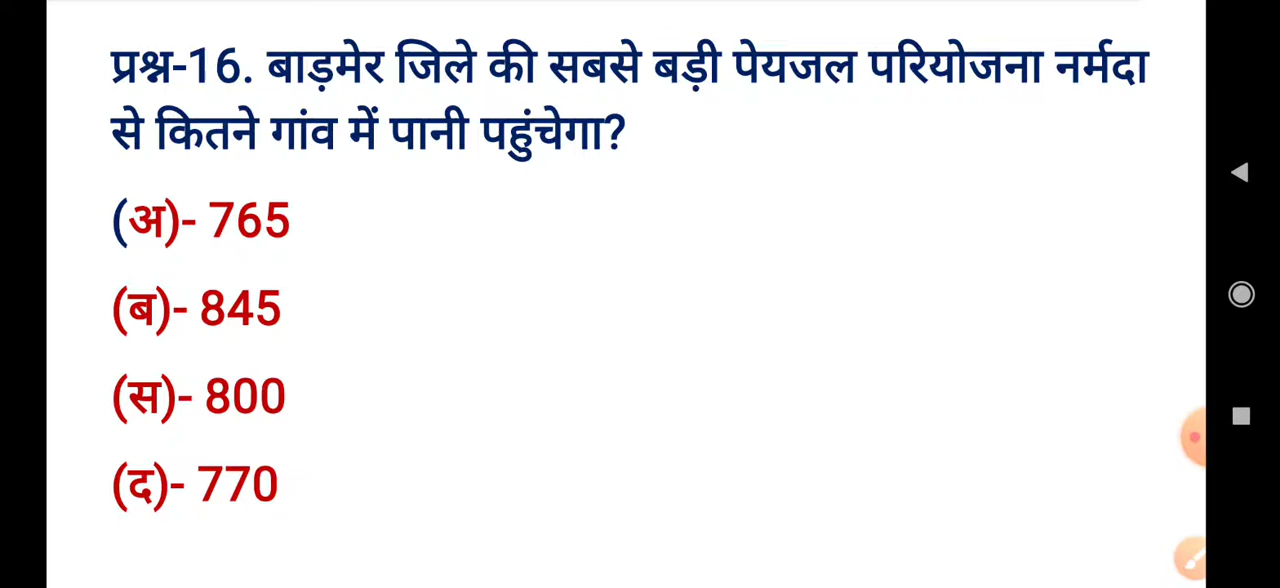 प्रश्न-16. बाड़मेर जिले की सबसे बड़ी पेयजल परियोजना नर्मदा
से कितने गांव में पानी पहुंचेगा?
(अ)- 765
(ब)- 845
(स)- 800
(द)- 770